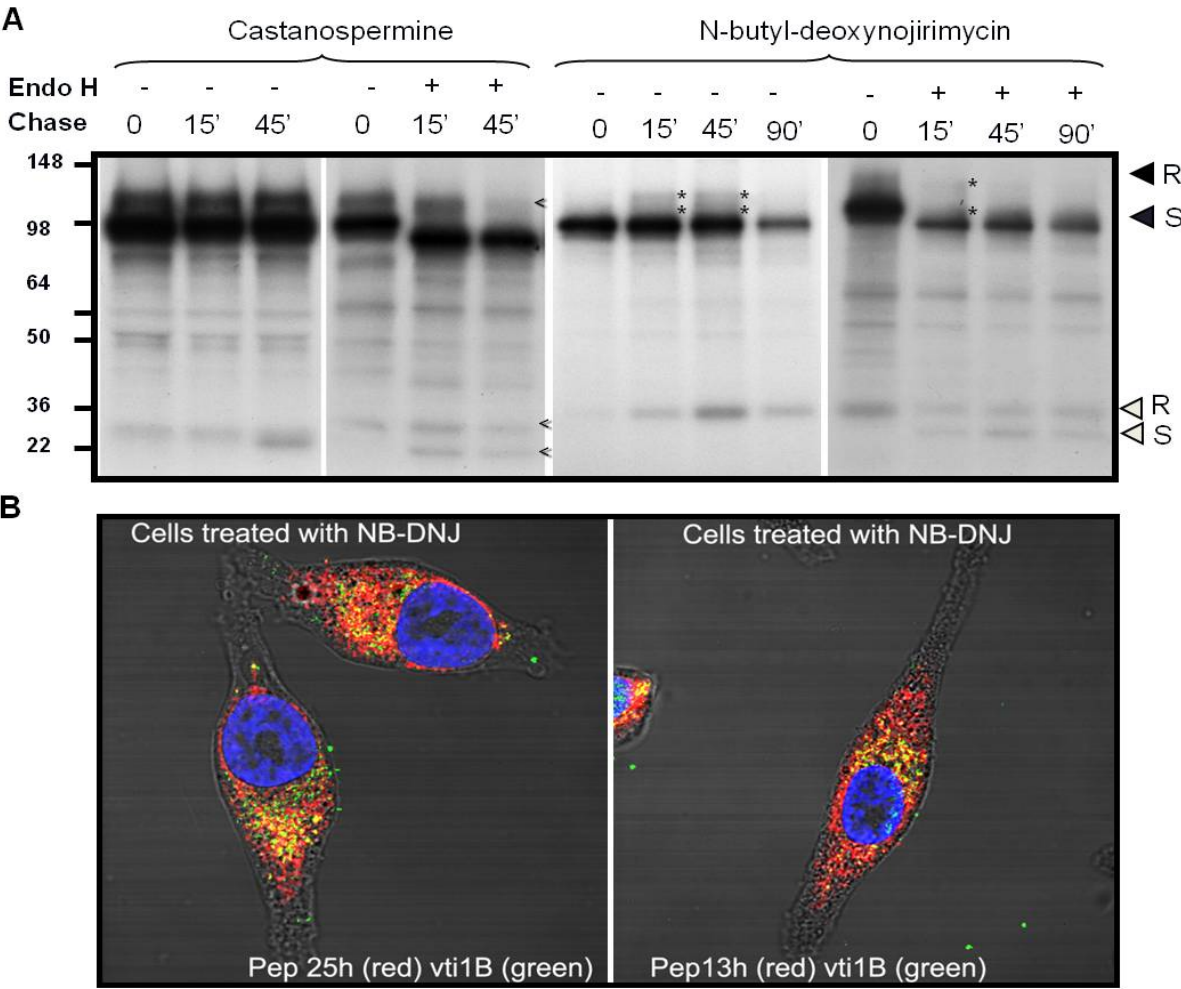 A
Castanospermine N-butyl-deoxynojirimycin
Endo H - - - - + + - - - - - + + +
Chase 0 15' 45' 0 15' 45' 0 15' 45' 90' 0 15' 45' 90'
148 R
* * *
98 * * * S
64
50
36 R
22 S
B
Cells treated with NB-DNJ Cells treated with NB-DNJ
Pep 25h (red) vti1B (green) Pep13h (red) vti1B (green)